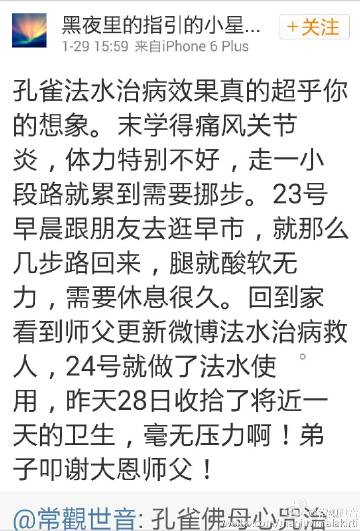 黑夜里的指引的小星...
+关注
1-29 15:59 来自iPhone 6 Plus
孔雀法水治病效果真的超乎你
的想象。末学得痛风关节
炎，体力特别不好，走一小
段路就累到需要挪步。23号
早晨跟朋友去逛早市，就那么
几步路回来，腿就酸软无
力，需要休息很久。回到家
看到师父更新微博法水治病救
人，24号就做了法水使
用，昨天28日收拾了将近一
天的卫生，毫无压力啊！弟
子叩谢大恩师父！
@常觀世音: 孔雀佛母心咒治